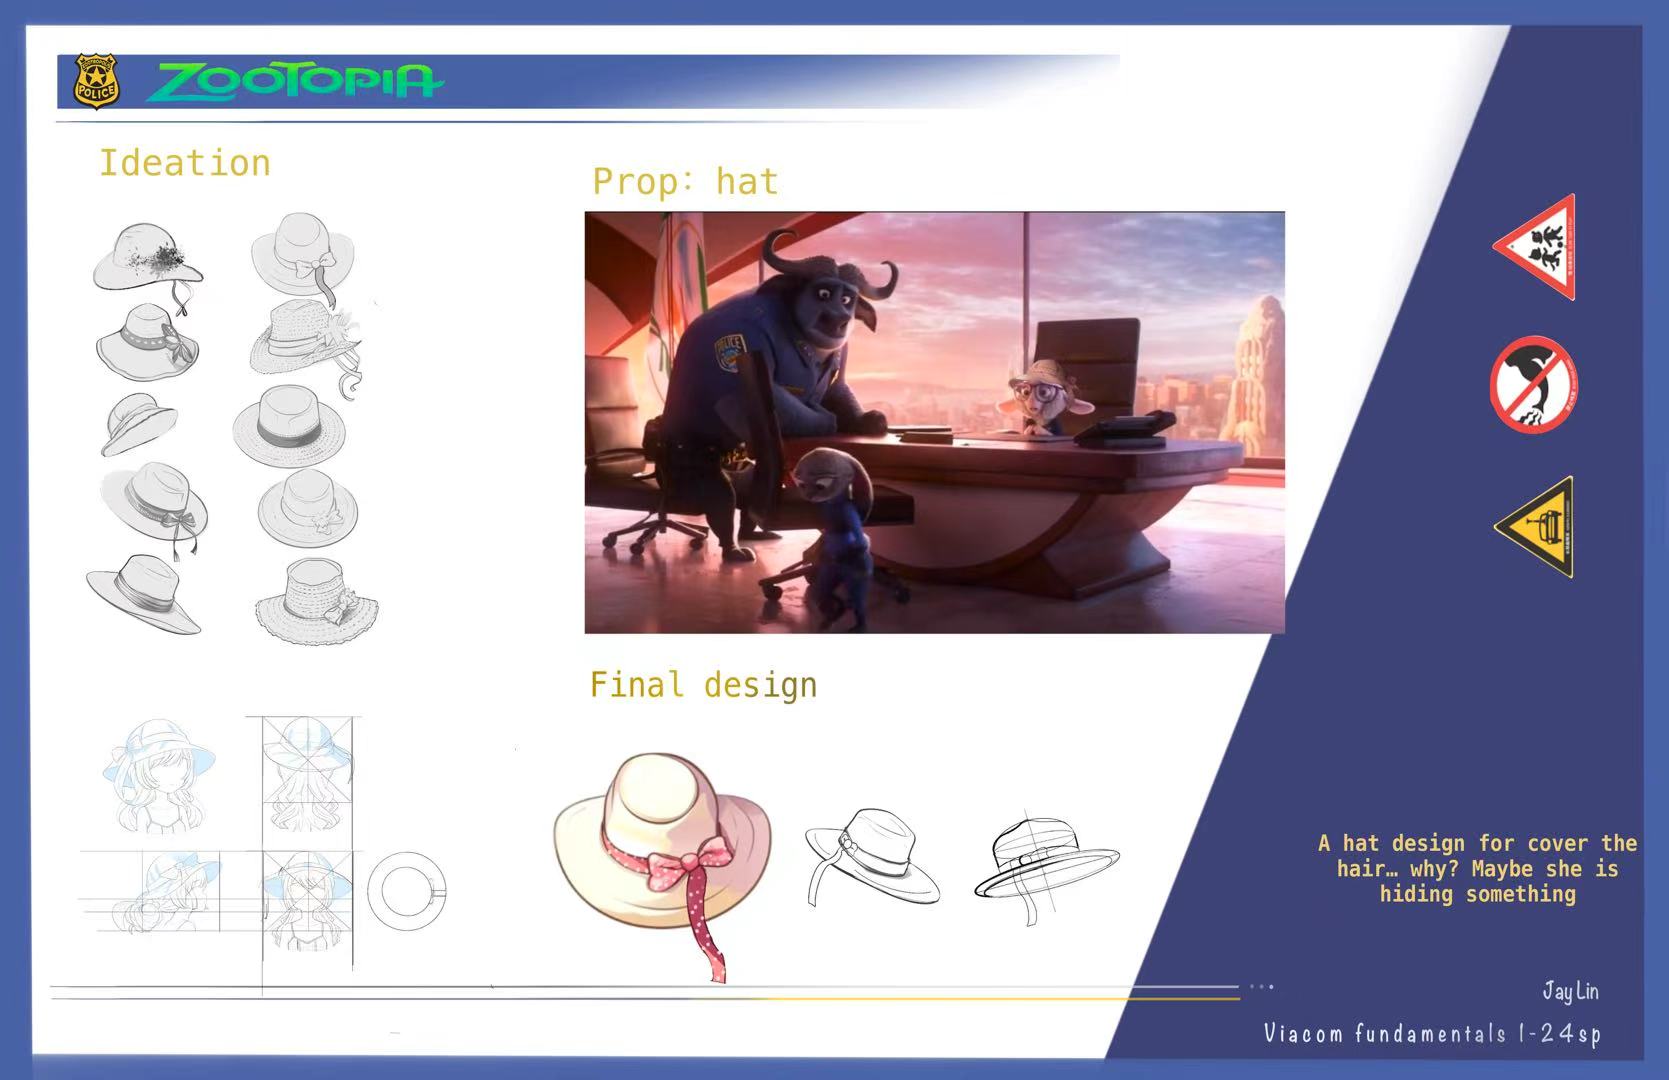 ZOOTROPOLIS
POLICE
ZOOTOPIA
Ideation
Prop: hat
POLICE
Final design
A hat design for cover the
hair… why? Maybe she is
hiding something
Jay Lin
Viacom fundamentals 1-24sp